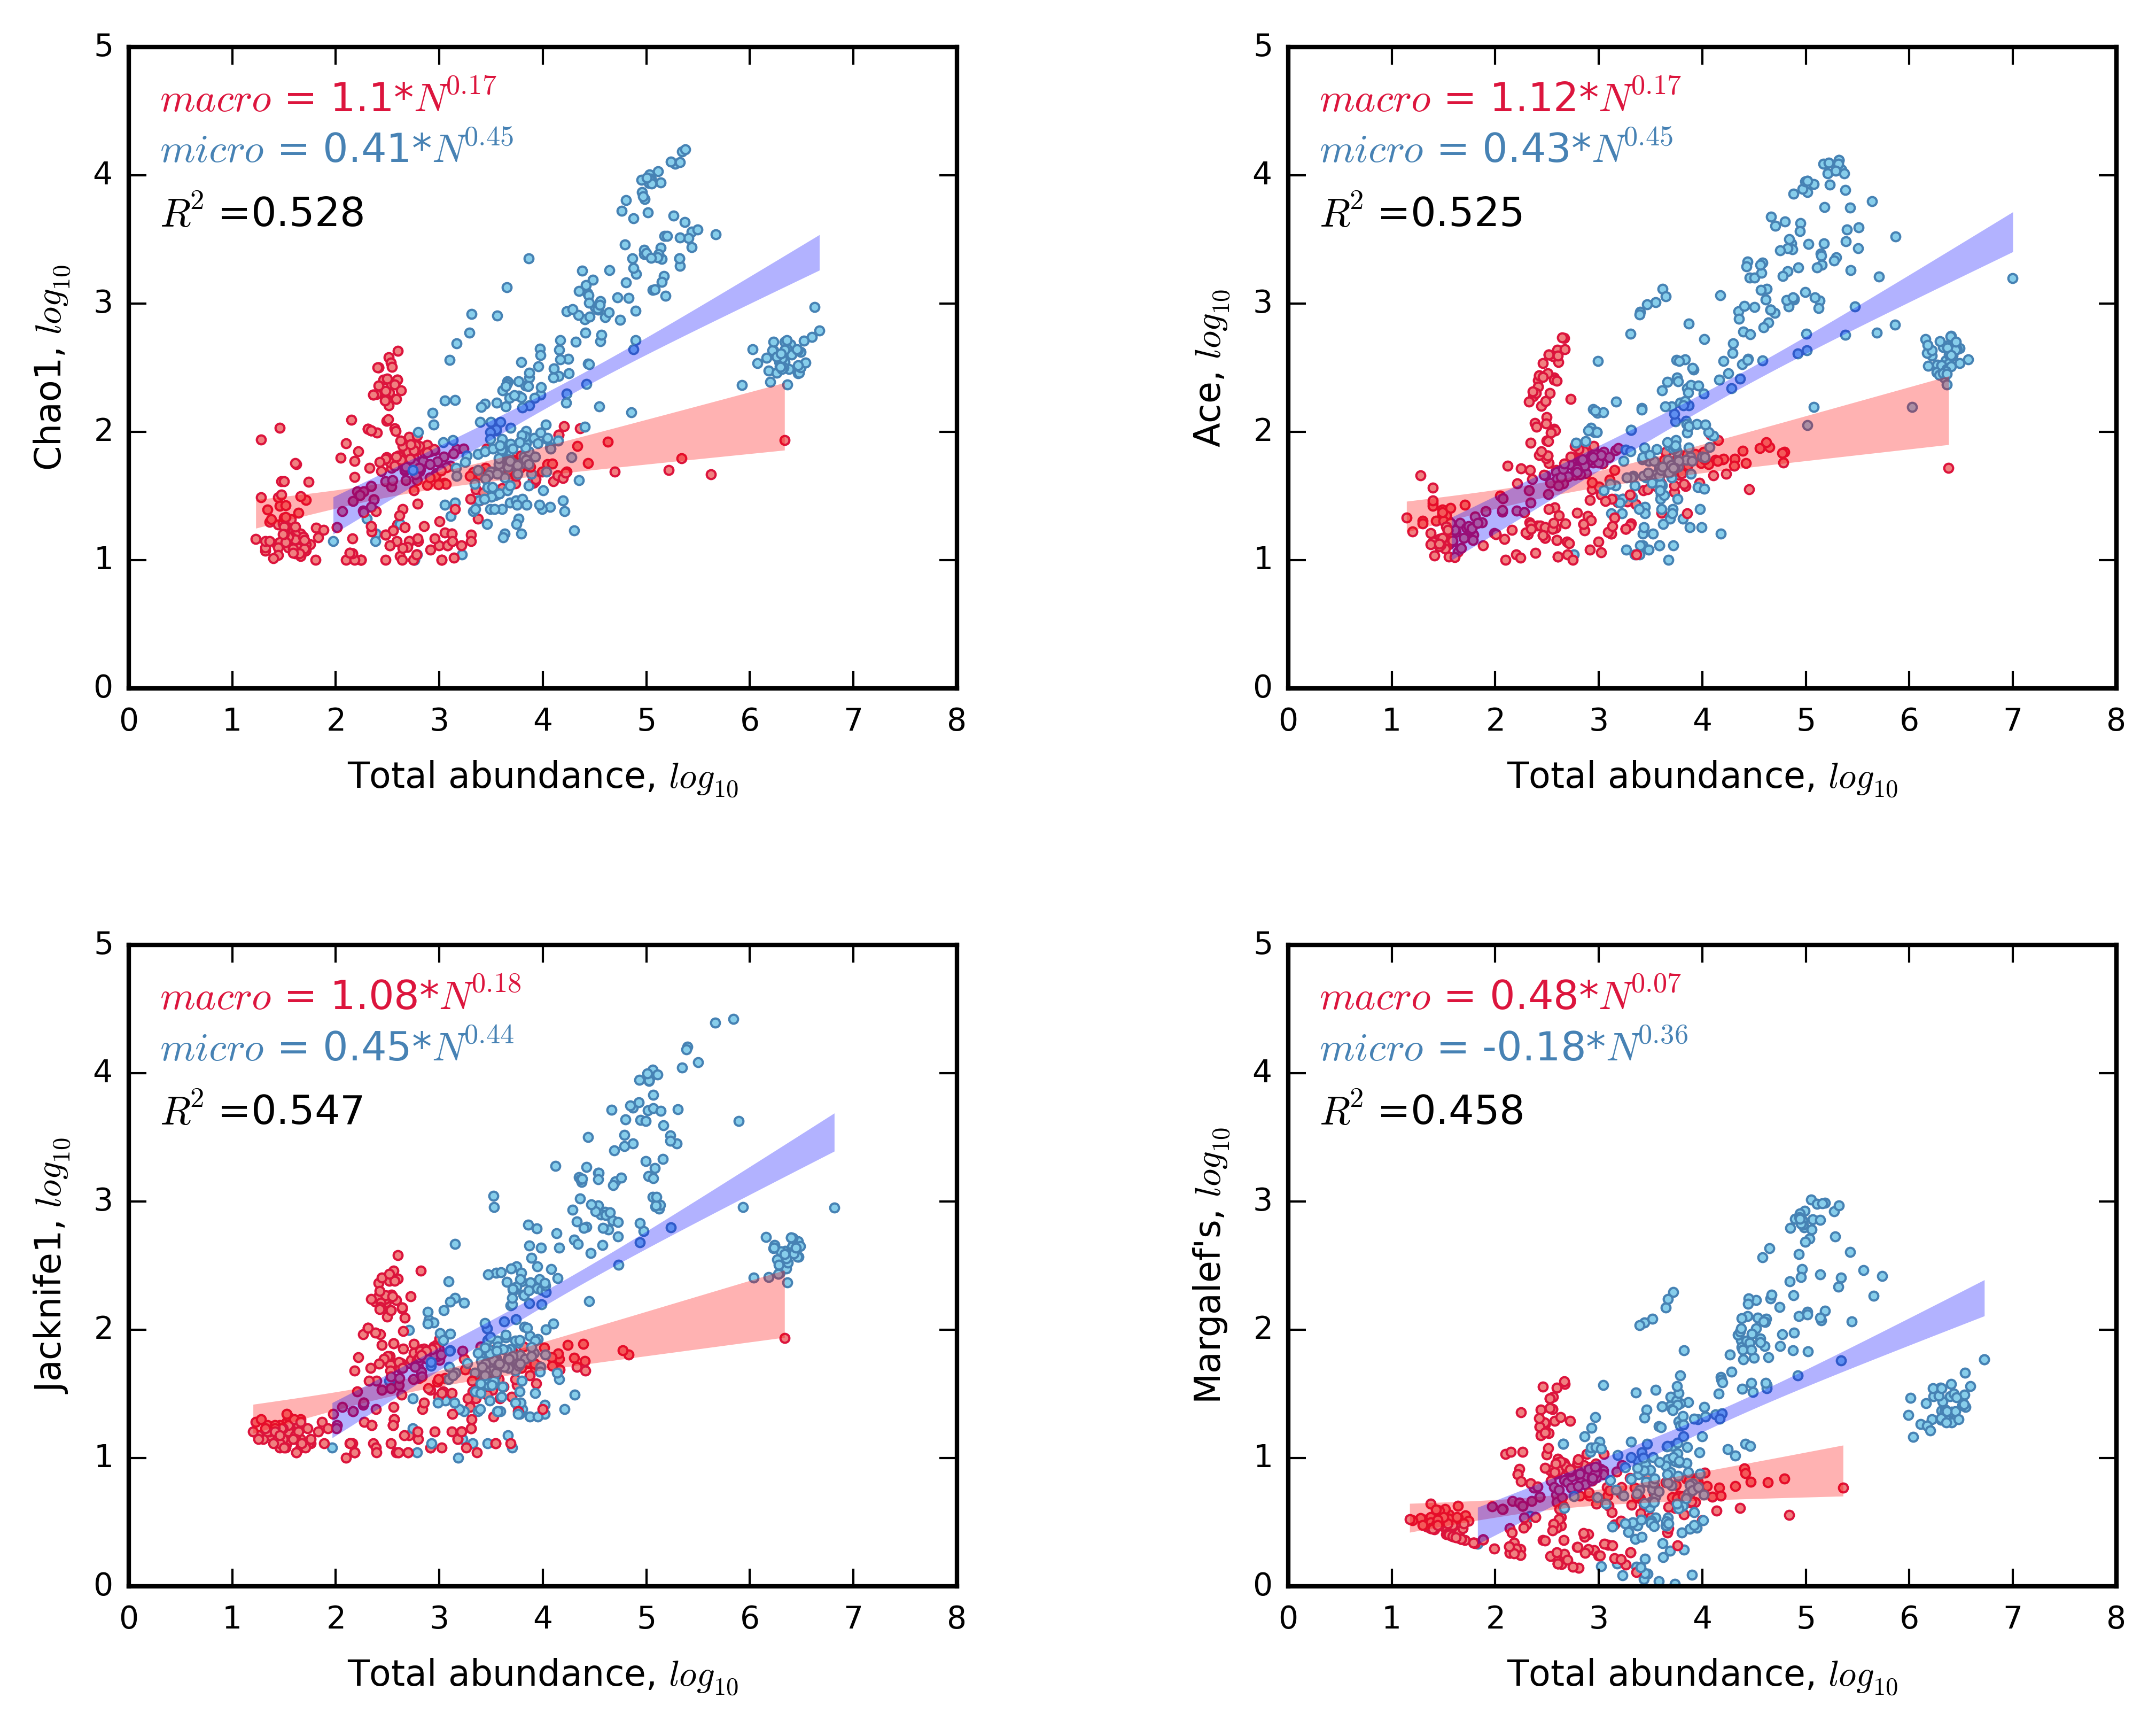 5
4
3
2
1
0
Chao1, log10
macro = 1.1*N^0.17
micro = 0.41*N^0.45
R^2 =0.528
0 1 2 3 4 5 6 7 8
Total abundance, log10
5
4
3
2
1
0
Ace, log10
macro = 1.12*N^0.17
micro = 0.43*N^0.45
R^2 =0.525
0 1 2 3 4 5 6 7 8
Total abundance, log10
5
4
3
2
1
0
Jacknife1, log10
macro = 1.08*N^0.18
micro = 0.45*N^0.44
R^2 =0.547
0 1 2 3 4 5 6 7 8
Total abundance, log10
5
4
3
2
1
0
Margalef's, log10
macro = 0.48*N^0.07
micro = -0.18*N^0.36
R^2 =0.458
0 1 2 3 4 5 6 7 8
Total abundance, log10